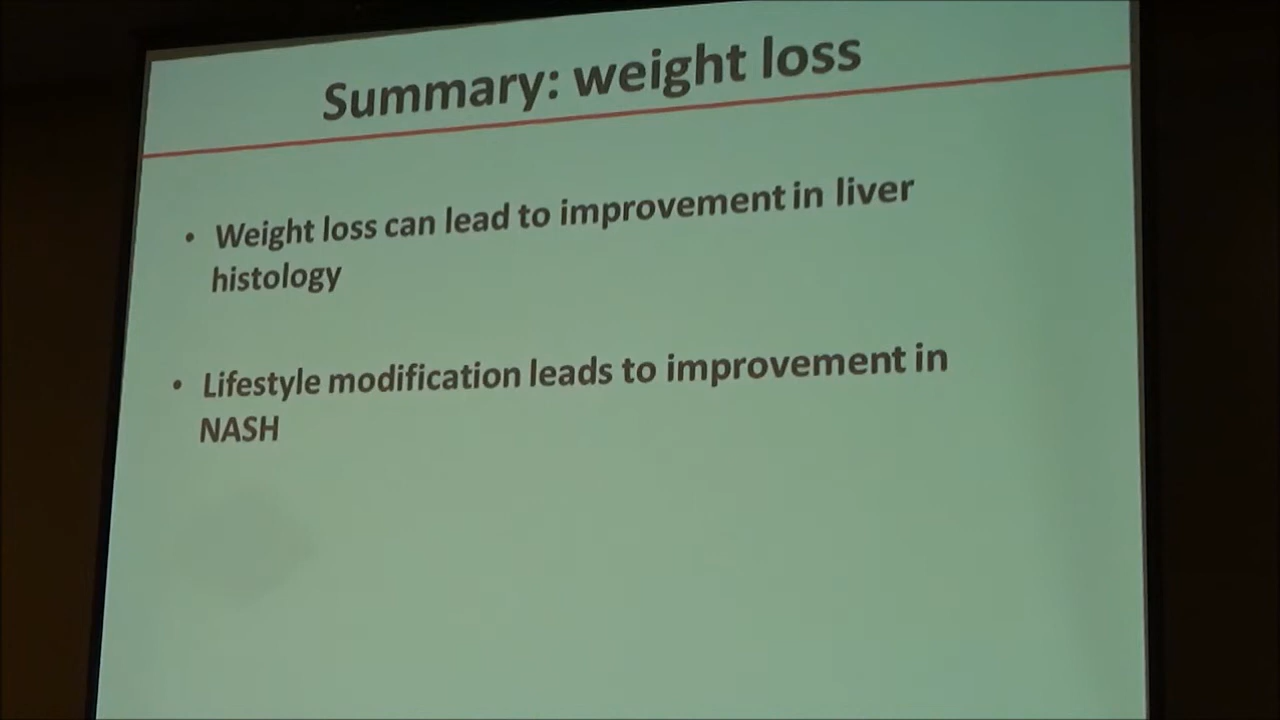 Summary: weight loss
• Weight loss can lead to improvement in liver
histology
• Lifestyle modification leads to improvement in
NASH